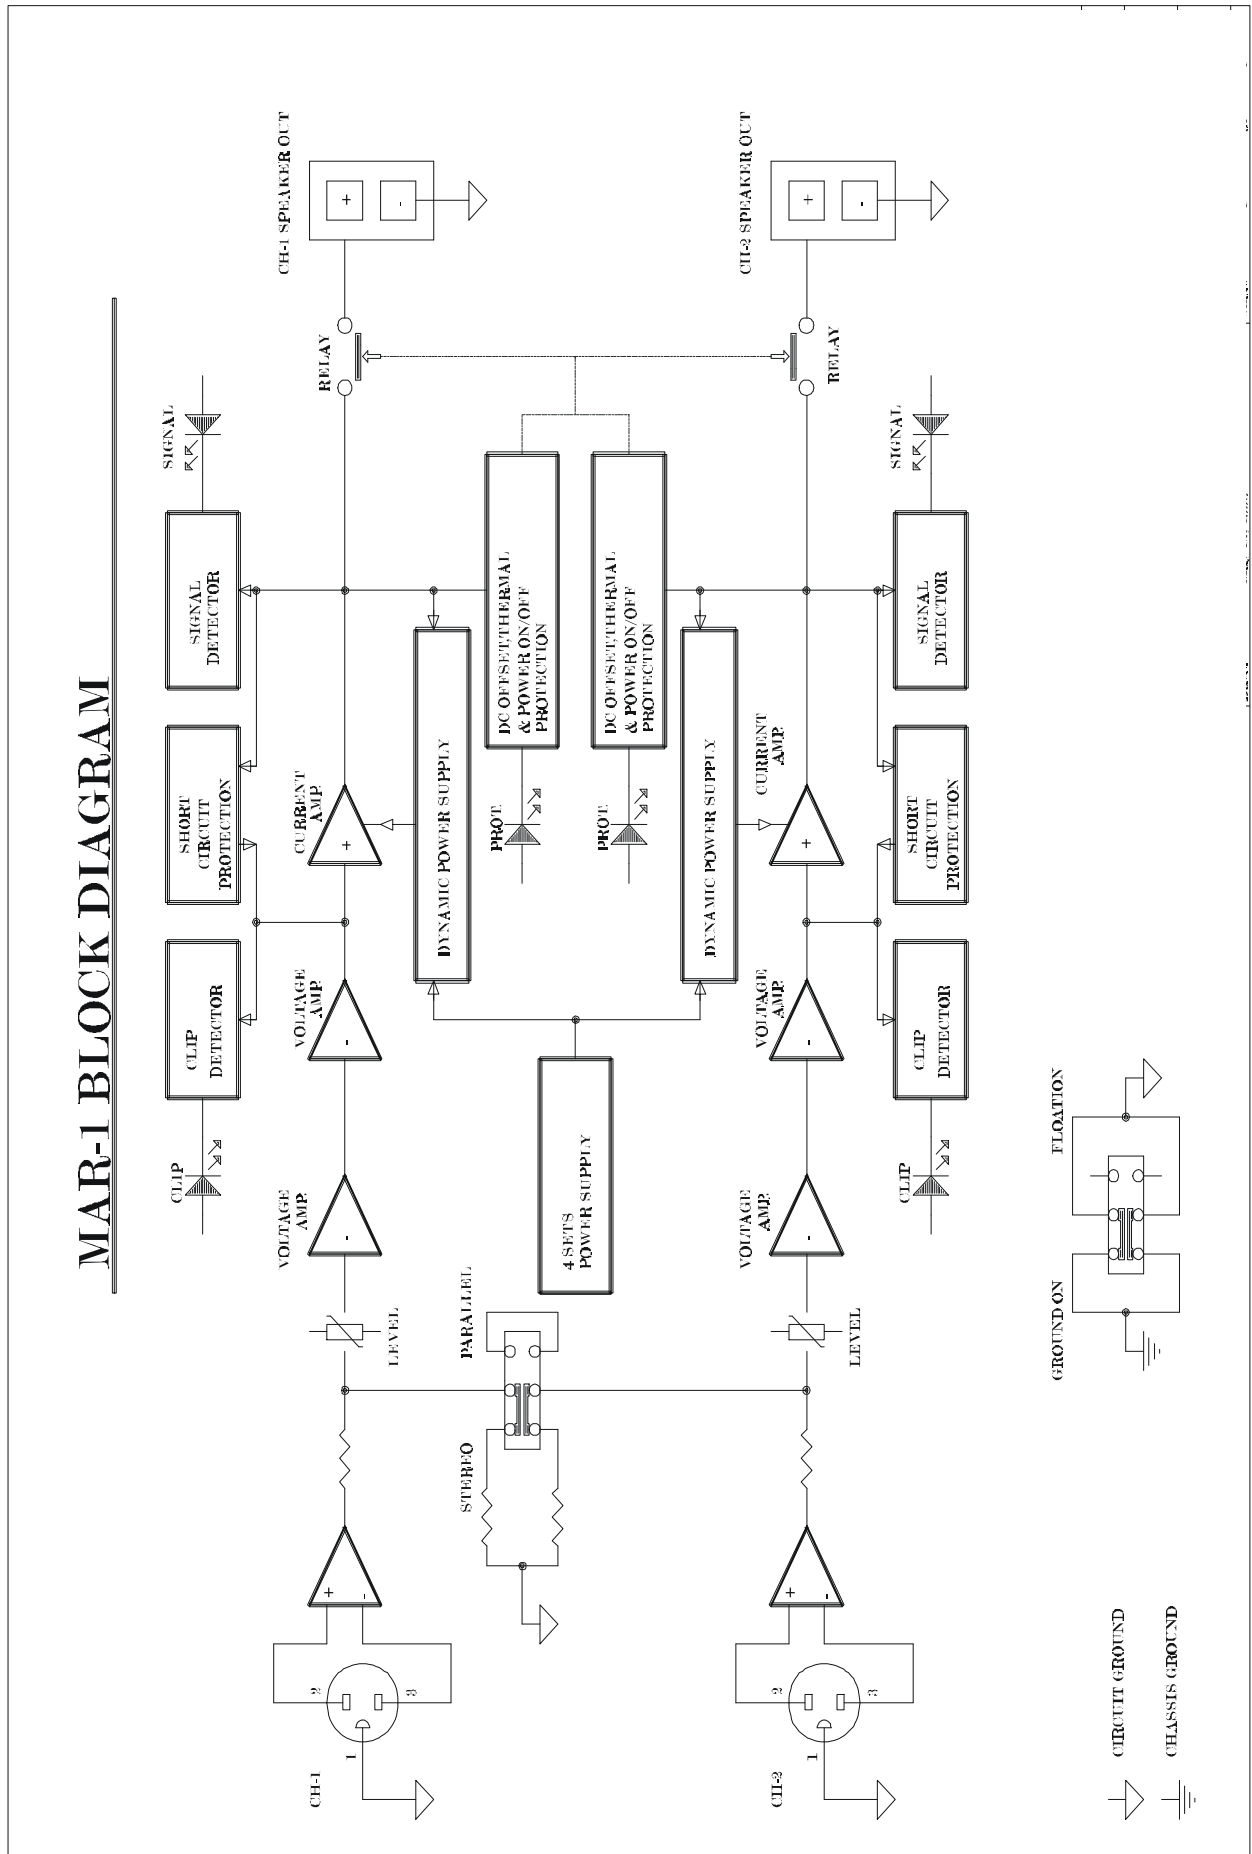 MAR-1 BLOCK DIAGRAM
CLIP
CLIP
DETECTOR
SHORT
CIRCUIT
PROTECTION
SIGNAL
DETECTOR
SIGNAL
CH-1
1
2
3
+
-
LEVEL
VOLTAGE
AMP.
-
VOLTAGE
AMP.
-
CURRENT
AMP.
+
RELAY
CH-1 SPEAKER OUT
+
-
DYNAMIC POWER SUPPLY
STEREO
PARALLEL
PROT
DC OFFSET,THERMAL
& POWER ON/OFF
PROTECTION
4 SETS
POWER SUPPLY
PROT
DC OFFSET,THERMAL
& POWER ON/OFF
PROTECTION
DYNAMIC POWER SUPPLY
CH-2
1
2
3
+
-
LEVEL
VOLTAGE
AMP.
-
VOLTAGE
AMP.
-
CURRENT
AMP.
+
RELAY
CH-2 SPEAKER OUT
+
-
CLIP
CLIP
DETECTOR
SHORT
CIRCUIT
PROTECTION
SIGNAL
DETECTOR
SIGNAL
GROUND ON
FLOATION
CIRCUIT GROUND
CHASSIS GROUND